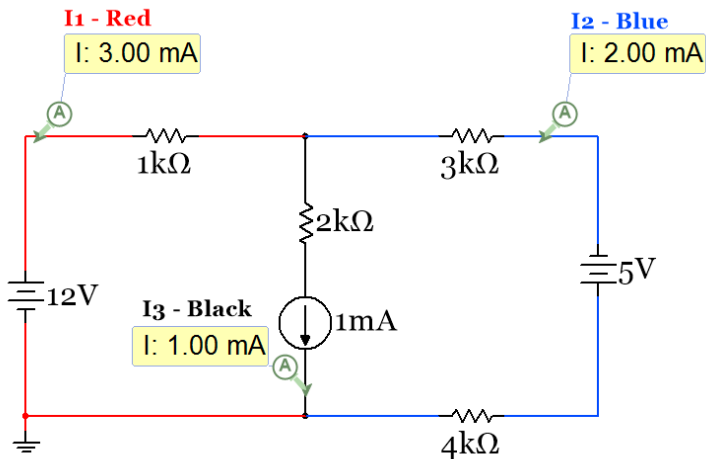 I1 - Red
I: 3.00 mA
I2 - Blue
I: 2.00 mA
A
A
1kΩ
3kΩ
2kΩ
12V
5V
I3 - Black
1mA
I: 1.00 mA
A
4kΩ